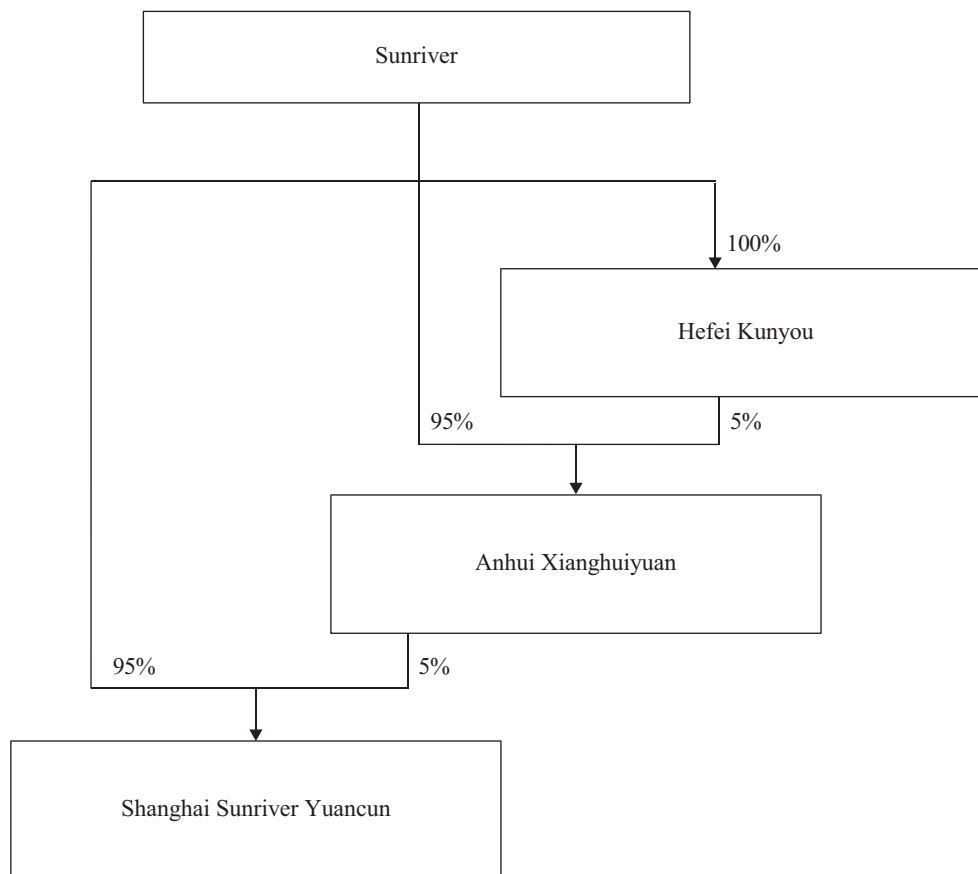 Sunriver
100%
Hefei Kunyou
95%
5%
Anhui Xianghuiyuan
95%
5%
Shanghai Sunriver Yuancun